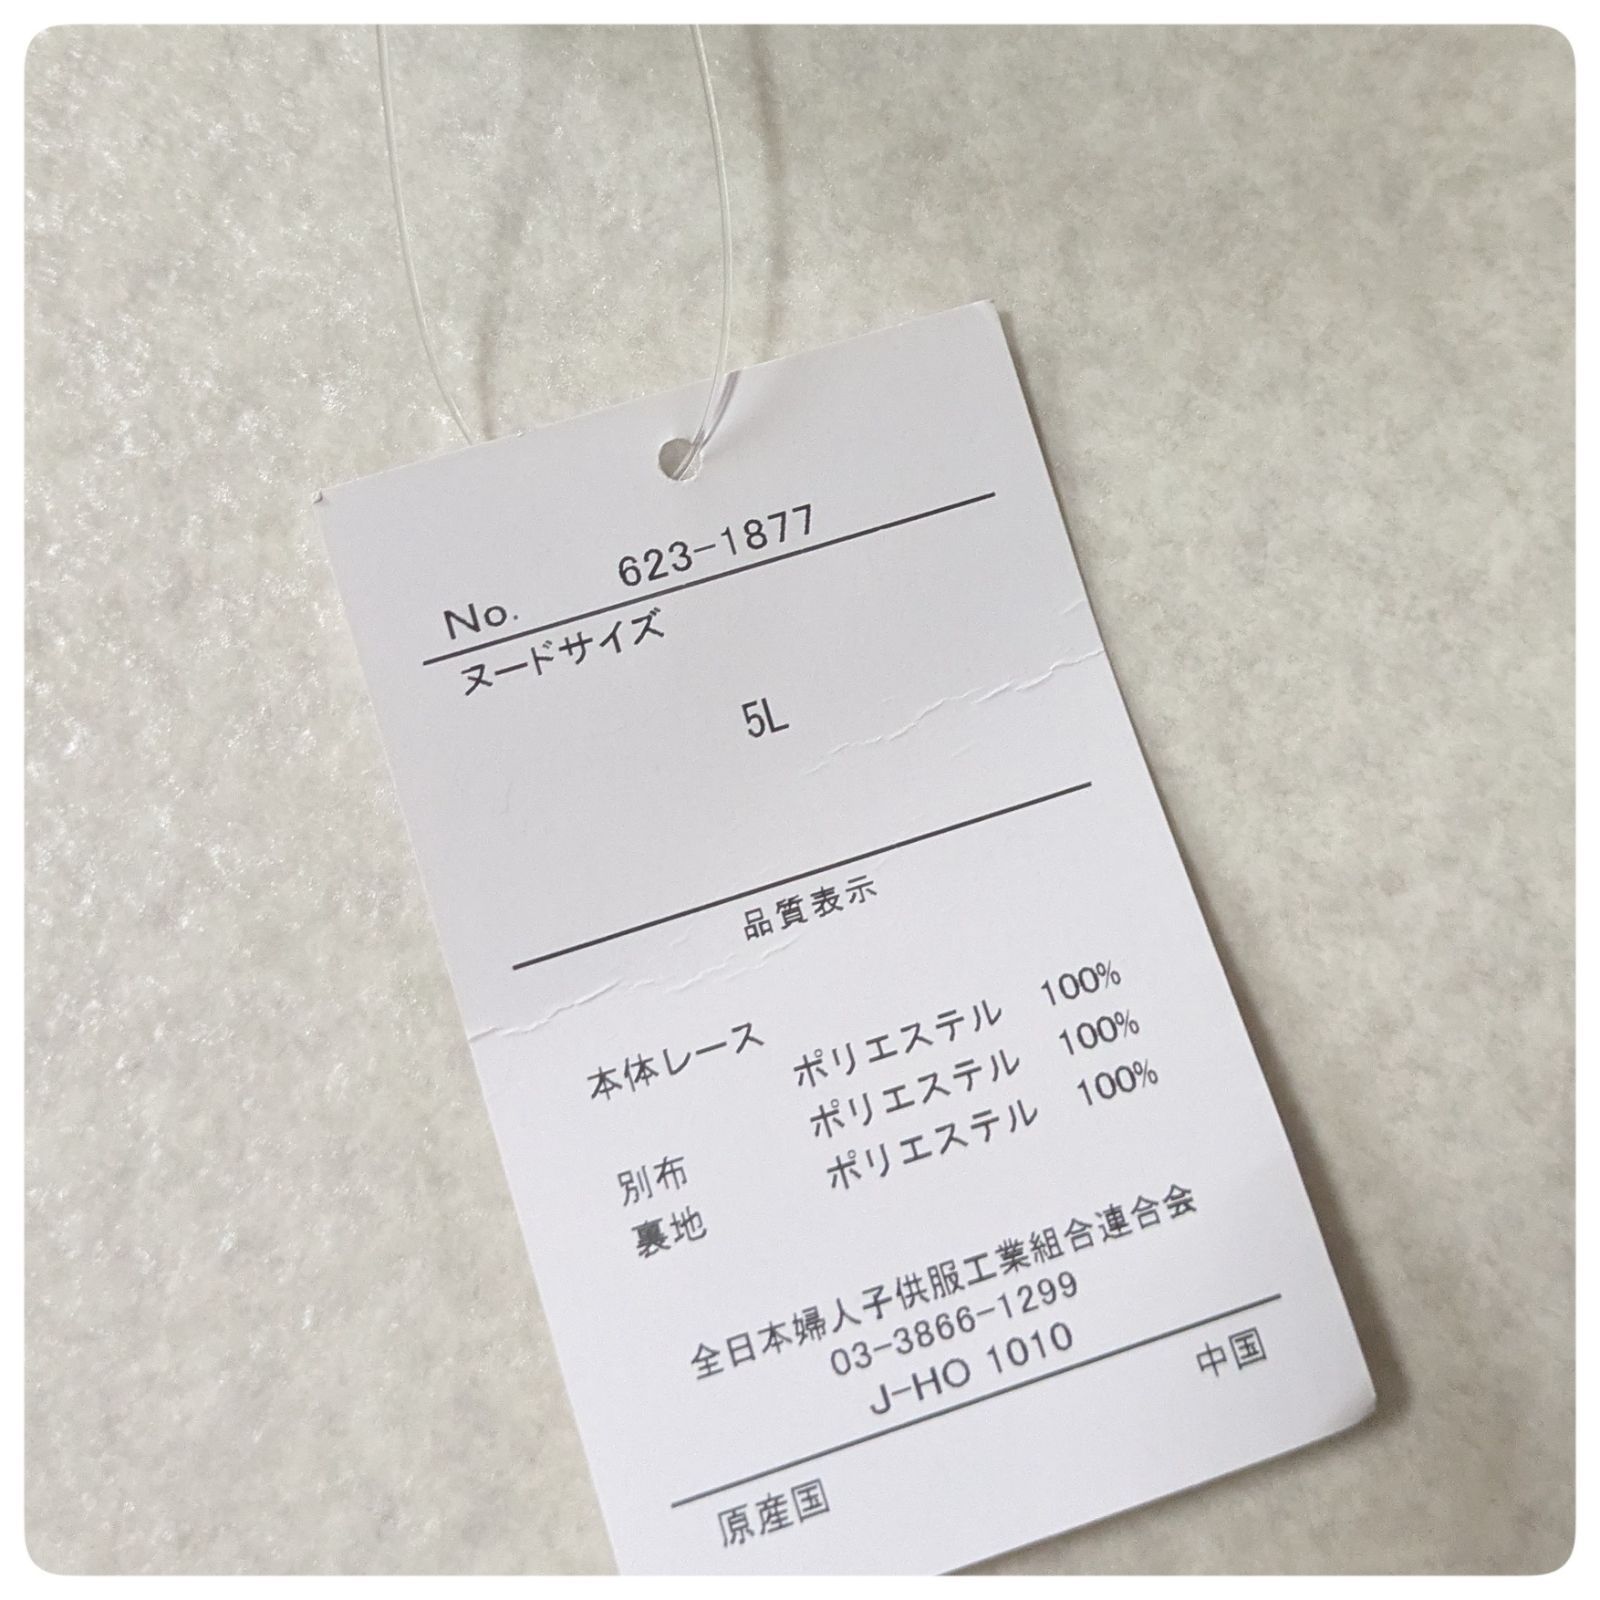 No. 623-1877
ヌードサイズ
5L
品質表示
本体レース ポリエステル 100%
ポリエステル 100%
ポリエステル 100%
別布
裏地
全日本婦人子供服工業組合連合会
03-3866-1299
J-HO 1010
原産国 中国